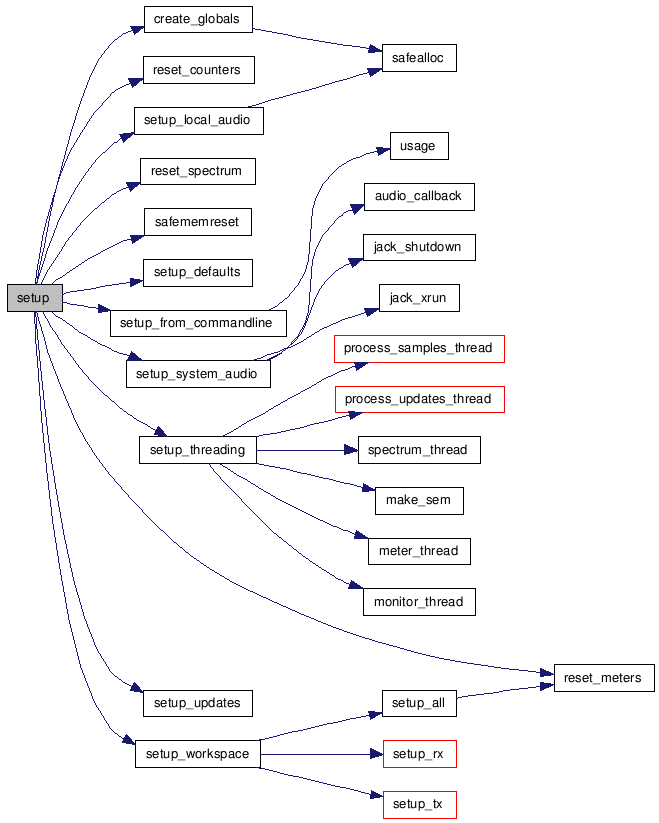 create_globals
safealloc
reset_counters
setup_local_audio
usage
reset_spectrum
audio_callback
safememreset
jack_shutdown
setup_defaults
setup
jack_xrun
setup_from_commandline
process_samples_thread
setup_system_audio
process_updates_thread
setup_threading
spectrum_thread
make_sem
meter_thread
monitor_thread
reset_meters
setup_updates
setup_all
setup_workspace
setup_rx
setup_tx